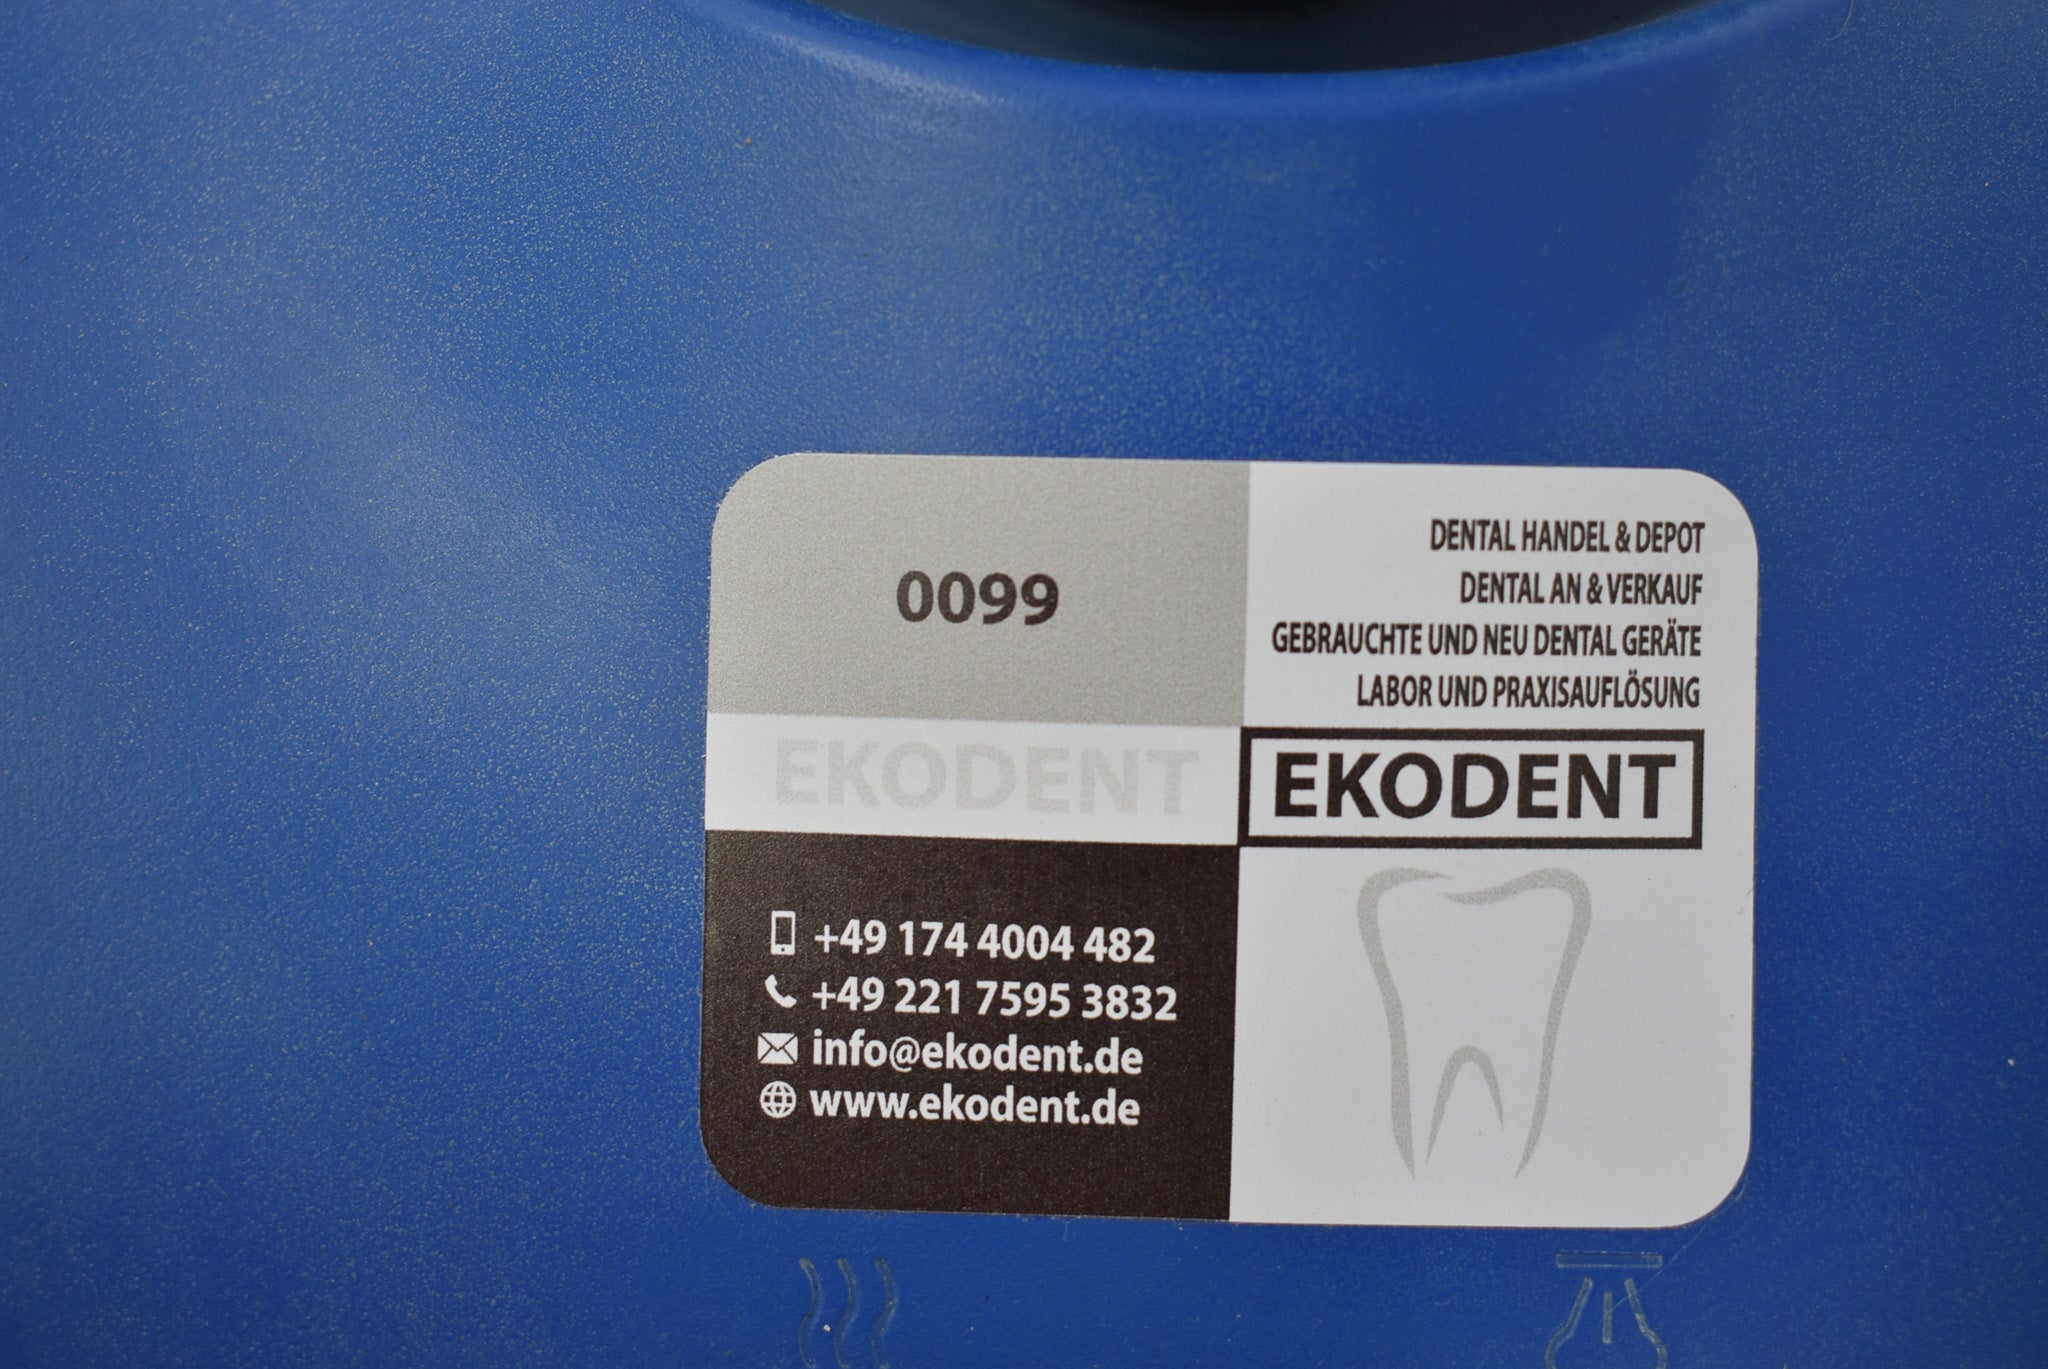 0099
DENTAL HANDEL & DEPOT
DENTAL AN & VERKAUF
GEBRAUCHTE UND NEU DENTAL GERÄTE
LABOR UND PRAXISAUFLÖSUNG
EKODENT
EKODENT
+49 174 4004 482
+49 221 7595 3832
info@ekodent.de
www.ekodent.de